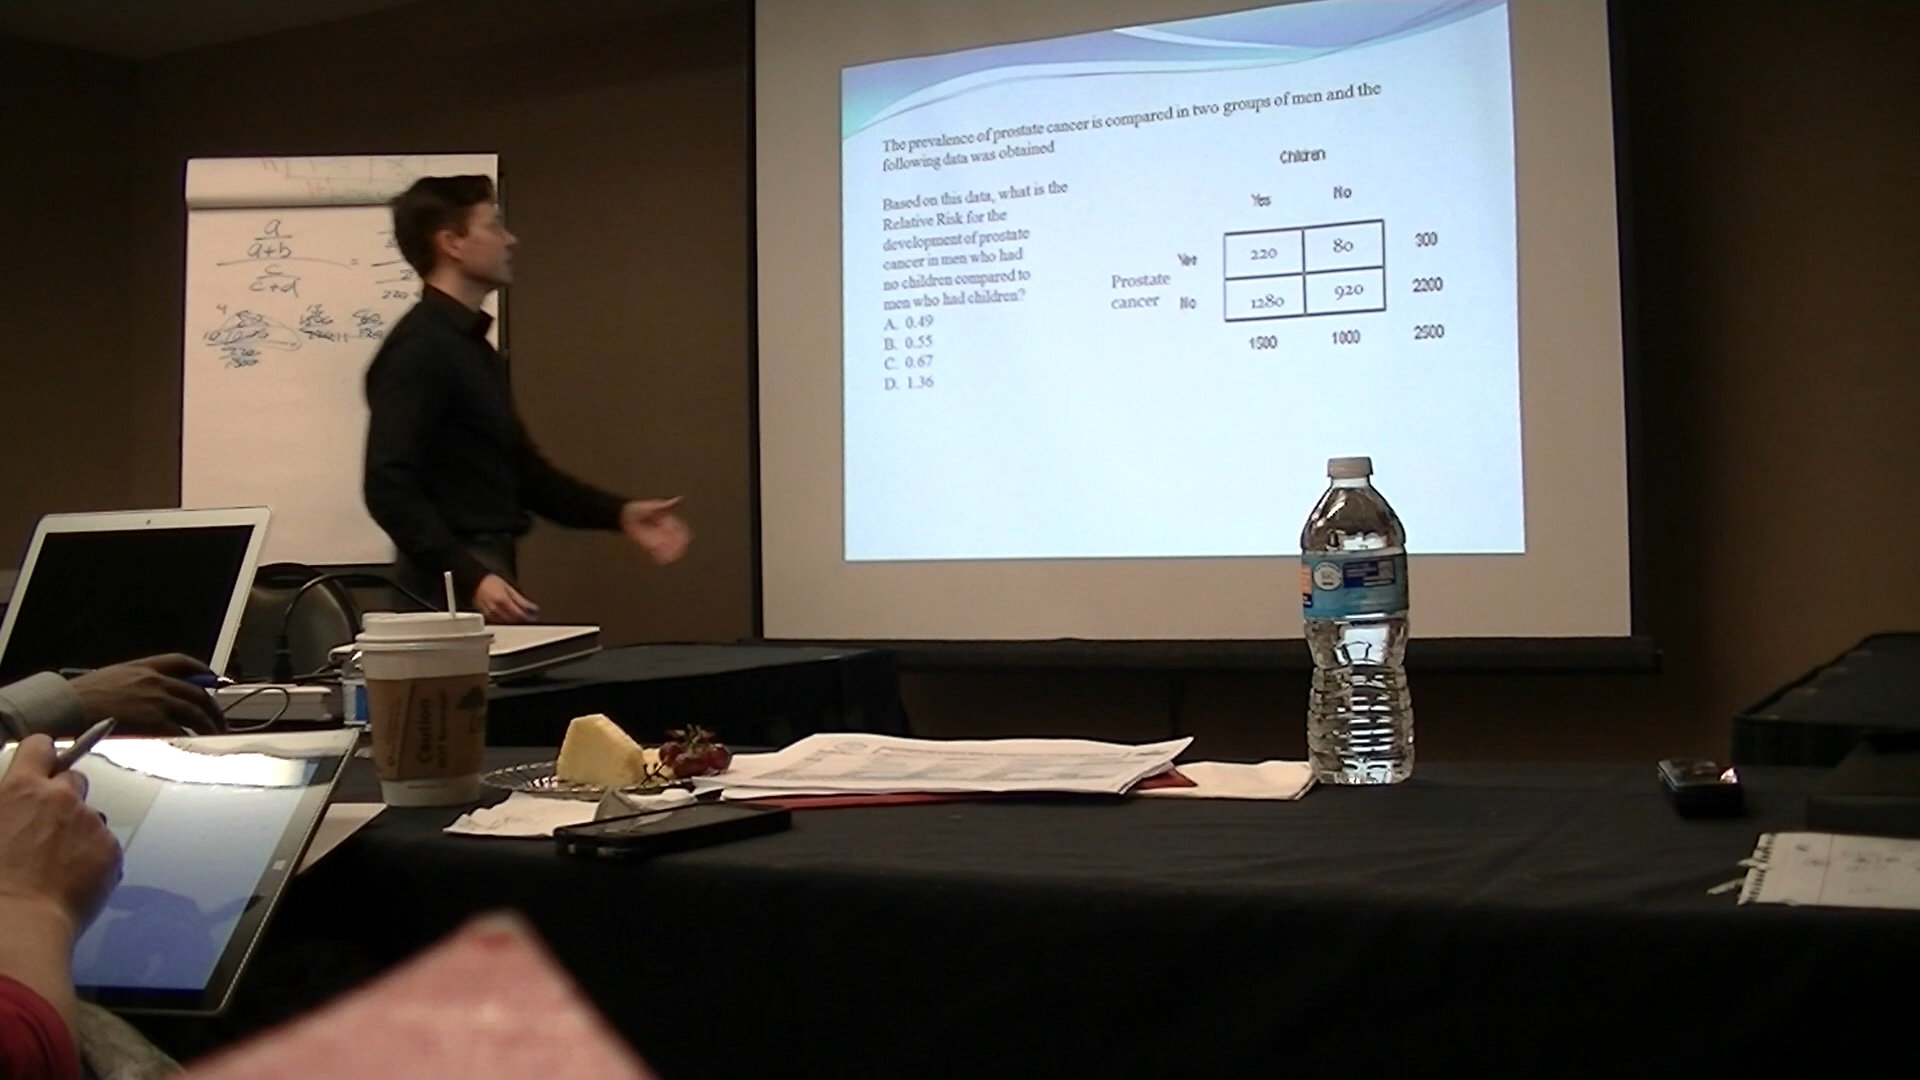 The prevalence of prostate cancer is compared in two groups of men and the
following data was obtained
Based on this data, what is the
Relative Risk for the
development of prostate
cancer in men who had
no children compared to
men who had children?
A. 0.49
B. 0.55
C. 0.67
D. 1.36
Children
Yes No
Yes 220 80 300
Prostate
cancer
No 1280 920 2200
1500 1000 2500
a
a+b
c
c+d
=
Caution